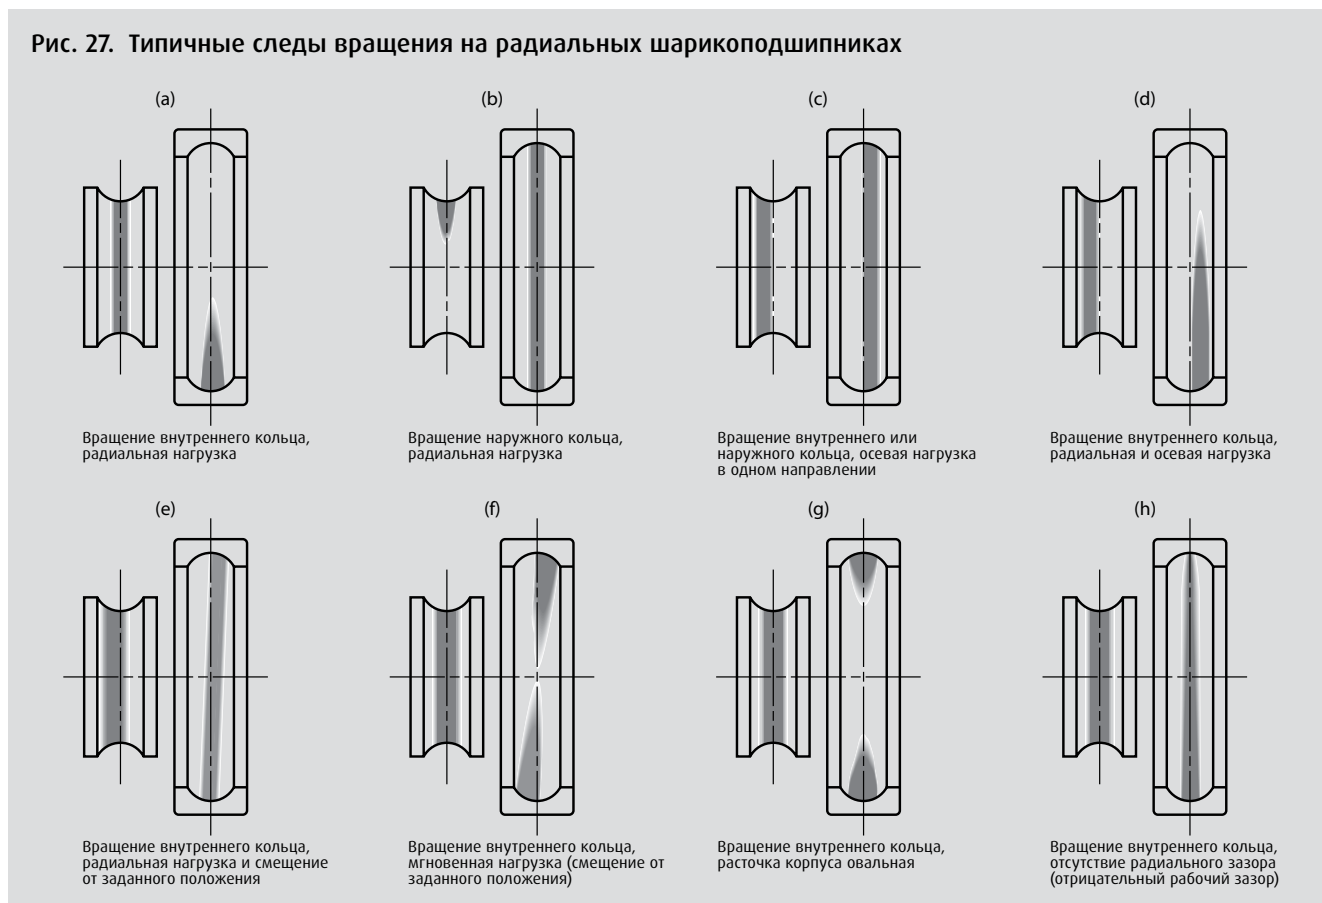 Рис. 27. Типичные следы вращения на радиальных шарикоподшипниках
(a)
(b)
(c)
(d)
Вращение внутреннего кольца,
радиальная нагрузка
Вращение наружного кольца,
радиальная нагрузка
Вращение внутреннего или
наружного кольца, осевая нагрузка
в одном направлении
Вращение внутреннего кольца,
радиальная и осевая нагрузка
(e)
(f)
(g)
(h)
Вращение внутреннего кольца,
радиальная нагрузка и смещение
от заданного положения
Вращение внутреннего кольца,
мгновенная нагрузка (смещение от
заданного положения)
Вращение внутреннего кольца,
расточка корпуса овальная
Вращение внутреннего кольца,
отсутствие радиального зазора
(отрицательный рабочий зазор)